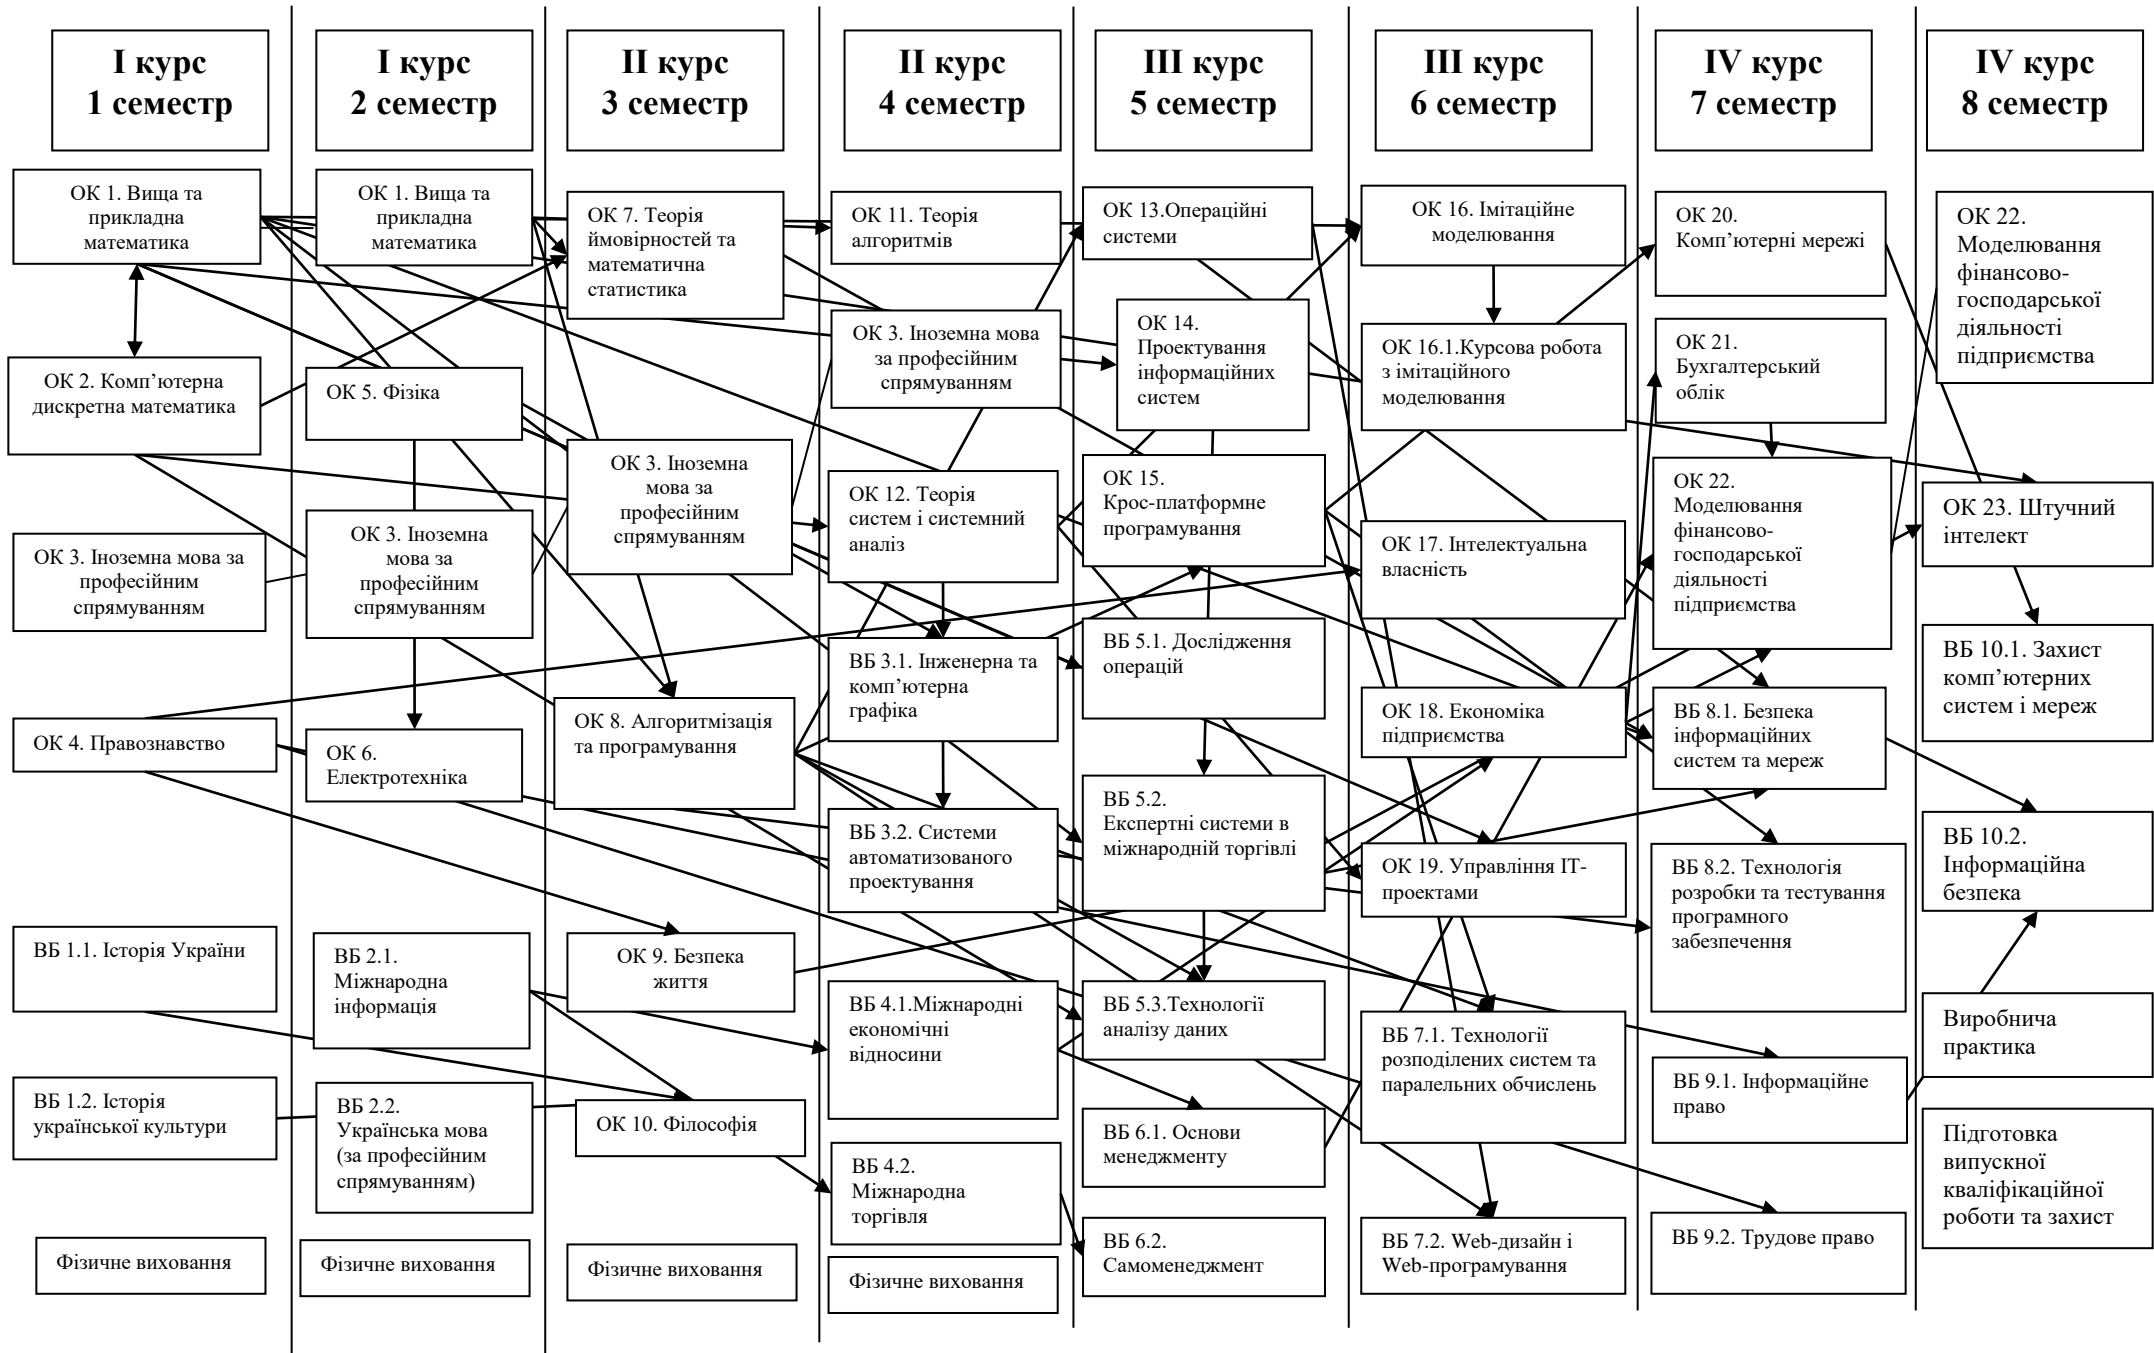 І курс
1 семестр
І курс
2 семестр
ІІ курс
3 семестр
ІІ курс
4 семестр
ІІІ курс
5 семестр
ІІІ курс
6 семестр
IV курс
7 семестр
IV курс
8 семестр
ОК 1. Вища та
прикладна
математика
ОК 2. Комп’ютерна
дискретна математика
ОК 3. Іноземна мова за
професійним
спрямуванням
ОК 4. Правознавство
ВБ 1.1. Історія України
ВБ 1.2. Історія
української культури
Фізичне виховання
ОК 1. Вища та
прикладна
математика
ОК 5. Фізика
ОК 3. Іноземна
мова за
професійним
спрямуванням
ОК 6.
Електротехніка
ВБ 2.1.
Міжнародна
інформація
ВБ 2.2.
Українська мова
(за професійним
спрямуванням)
Фізичне виховання
ОК 7. Теорія
ймовірностей та
математична
статистика
ОК 3. Іноземна
мова за
професійним
спрямуванням
ОК 8. Алгоритмізація
та програмування
ОК 9. Безпека
життя
ОК 10. Філософія
Фізичне виховання
ОК 11. Теорія
алгоритмів
ОК 3. Іноземна мова
за професійним
спрямуванням
ОК 12. Теорія
систем і системний
аналіз
ВБ 3.1. Інженерна та
комп’ютерна
графіка
ВБ 3.2. Системи
автоматизованого
проектування
ВБ 4.1.Міжнародні
економічні
відносини
ВБ 4.2.
Міжнародна
торгівля
Фізичне виховання
ОК 13.Операційні
системи
ОК 14.
Проектування
інформаційних
систем
ОК 15.
Крос-платформне
програмування
ВБ 5.1. Дослідження
операцій
ВБ 5.2.
Експертні системи в
міжнародній торгівлі
ВБ 5.3.Технології
аналізу даних
ВБ 6.1. Основи
менеджменту
ВБ 6.2.
Самоменеджмент
ОК 16. Імітаційне
моделювання
ОК 16.1.Курсова робота
з імітаційного
моделювання
ОК 17. Інтелектуальна
власність
ОК 18. Економіка
підприємства
ОК 19. Управління ІТ-
проектами
ВБ 7.1. Технології
розподілених систем та
паралельних обчислень
ВБ 7.2. Web-дизайн і
Web-програмування
ОК 20.
Комп’ютерні мережі
ОК 21.
Бухгалтерський
облік
ОК 22.
Моделювання
фінансово-
господарської
діяльності
підприємства
ВБ 8.1. Безпека
інформаційних
систем та мереж
ВБ 8.2. Технологія
розробки та тестування
програмного
забезпечення
ВБ 9.1. Інформаційне
право
ВБ 9.2. Трудове право
ОК 22.
Моделювання
фінансово-
господарської
діяльності
підприємства
ОК 23. Штучний
інтелект
ВБ 10.1. Захист
комп’ютерних
систем і мереж
ВБ 10.2.
Інформаційна
безпека
Виробнича
практика
Підготовка
випускної
кваліфікаційної
роботи та захист